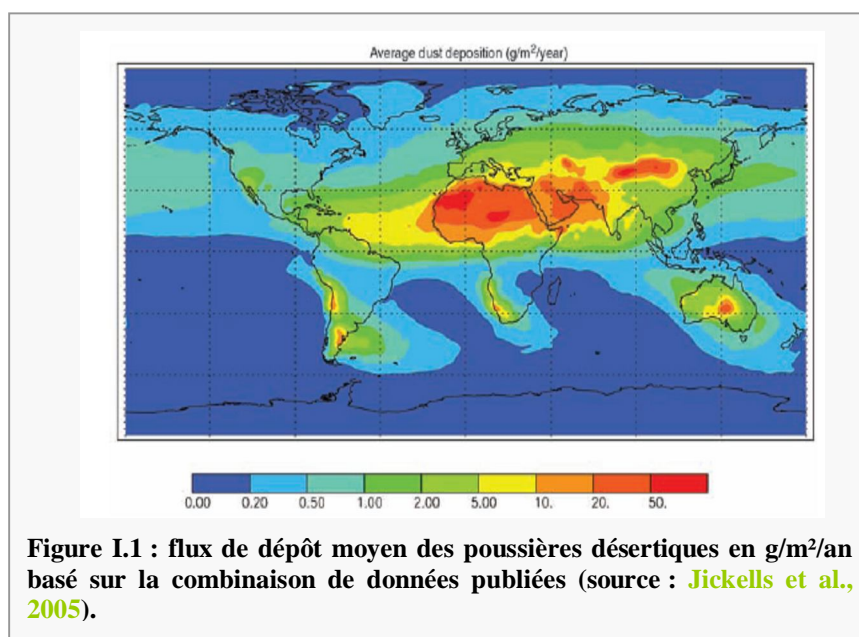 Average dust deposition (g/m²/year)
0.00 0.20 0.50 1.00 2.00 5.00 10. 20. 50.
Figure I.1 : flux de dépôt moyen des poussières désertiques en g/m²/an
basé sur la combinaison de données publiées (source : Jickells et al.,
2005).